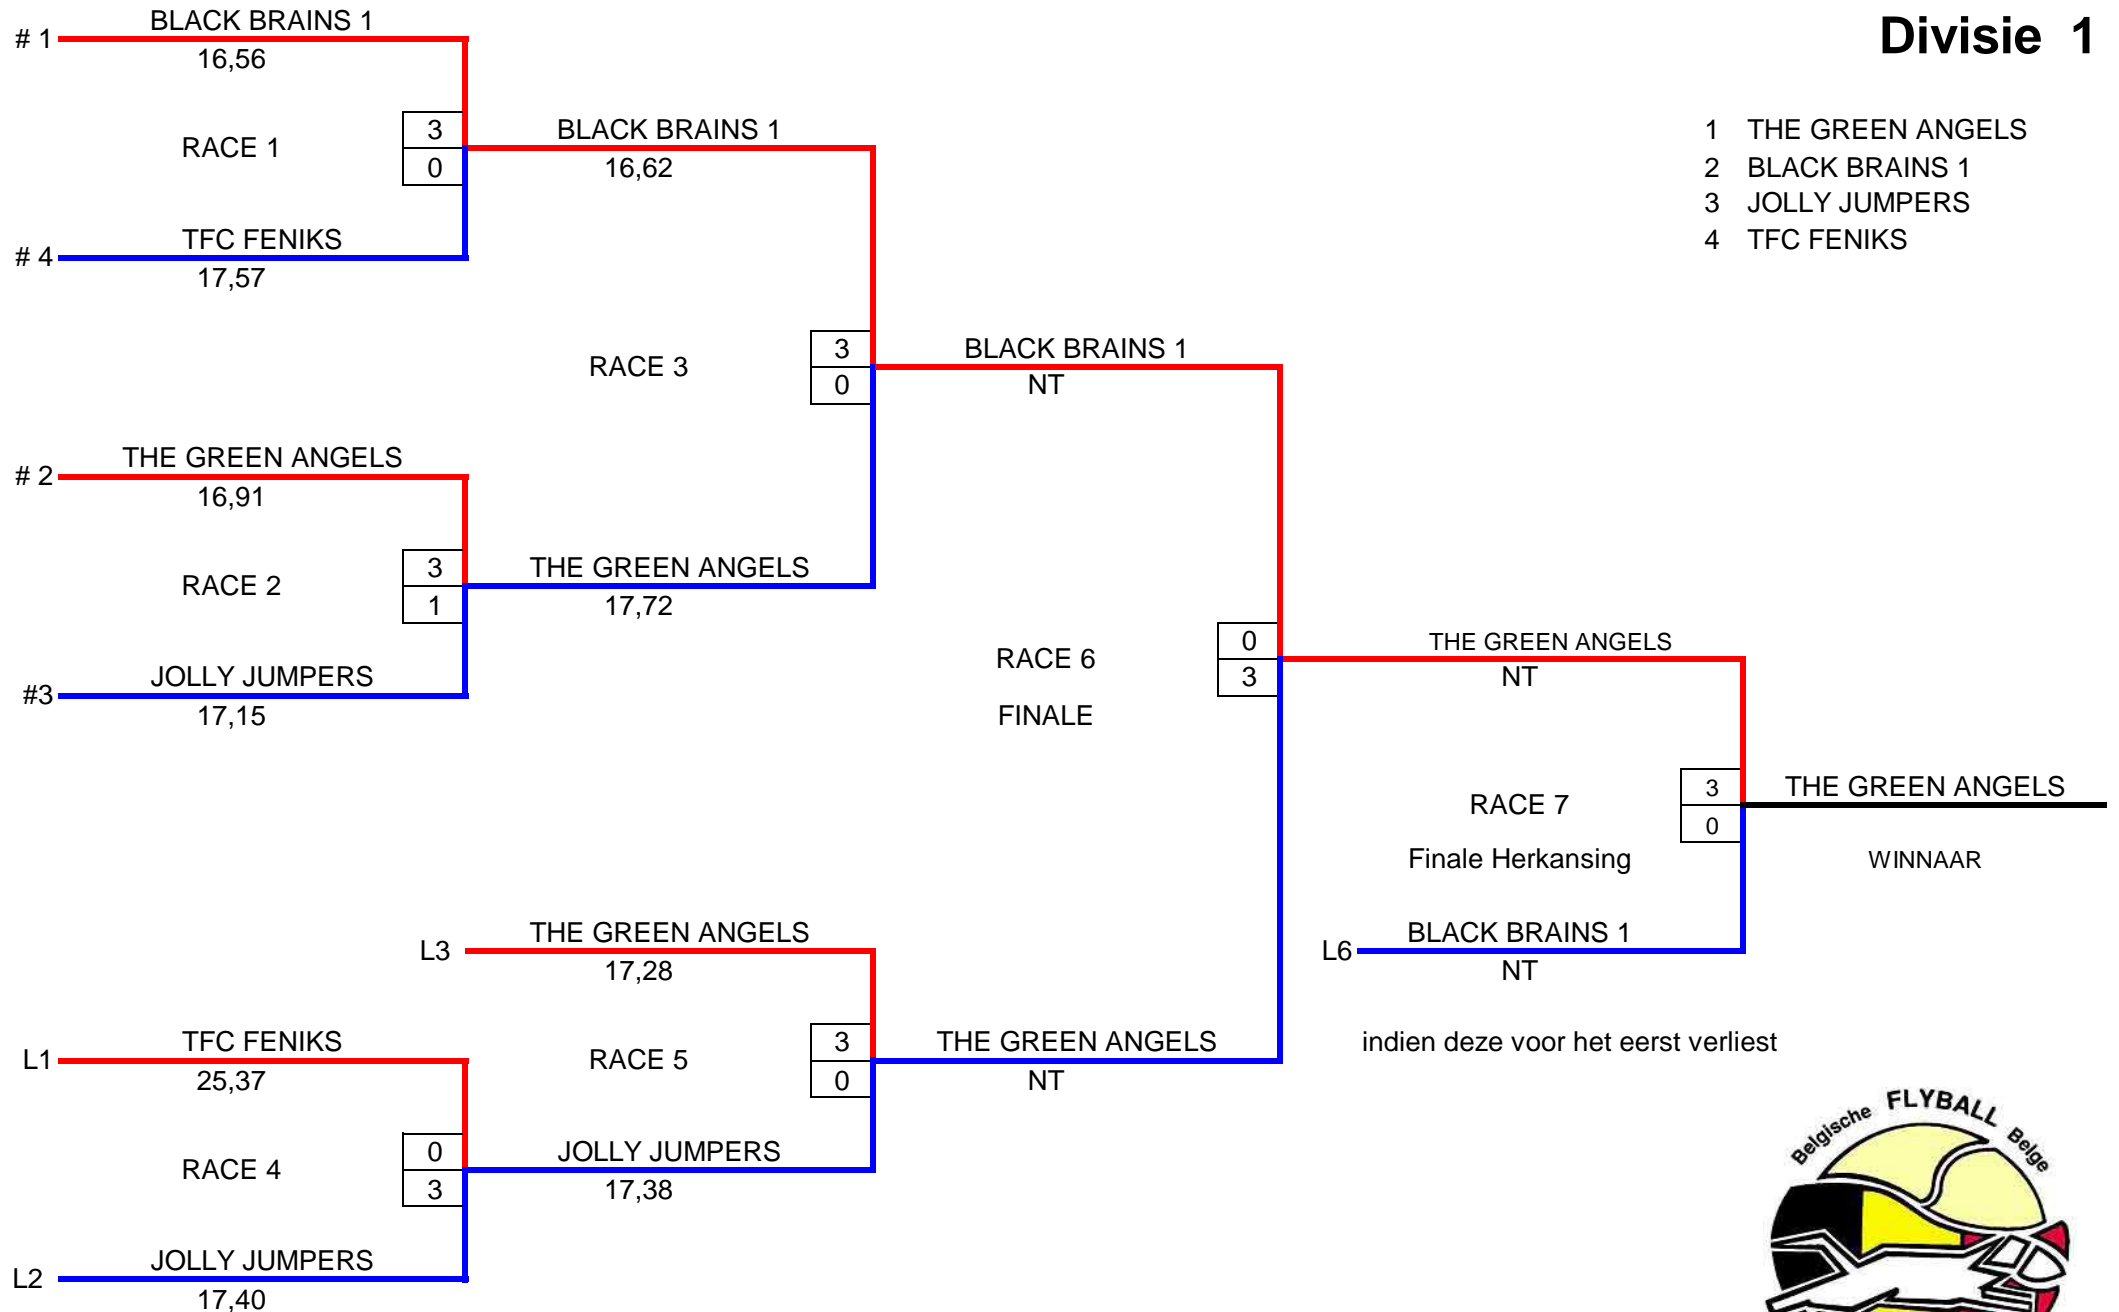 Divisie 1
# 1
BLACK BRAINS 1
16,56
RACE 1
3
0
# 4
TFC FENIKS
17,57
BLACK BRAINS 1
16,62
1 THE GREEN ANGELS
2 BLACK BRAINS 1
3 JOLLY JUMPERS
4 TFC FENIKS
RACE 3
3
0
BLACK BRAINS 1
NT
# 2
THE GREEN ANGELS
16,91
RACE 2
3
1
THE GREEN ANGELS
17,72
#3
JOLLY JUMPERS
17,15
RACE 6
FINALE
0
3
THE GREEN ANGELS
NT
RACE 7
Finale Herkansing
3
0
THE GREEN ANGELS
WINNAAR
L6
BLACK BRAINS 1
NT
indien deze voor het eerst verliest
L3
THE GREEN ANGELS
17,28
RACE 5
3
0
THE GREEN ANGELS
NT
L1
TFC FENIKS
25,37
RACE 4
0
3
JOLLY JUMPERS
17,38
L2
JOLLY JUMPERS
17,40
Belgische FLYBALL Belge